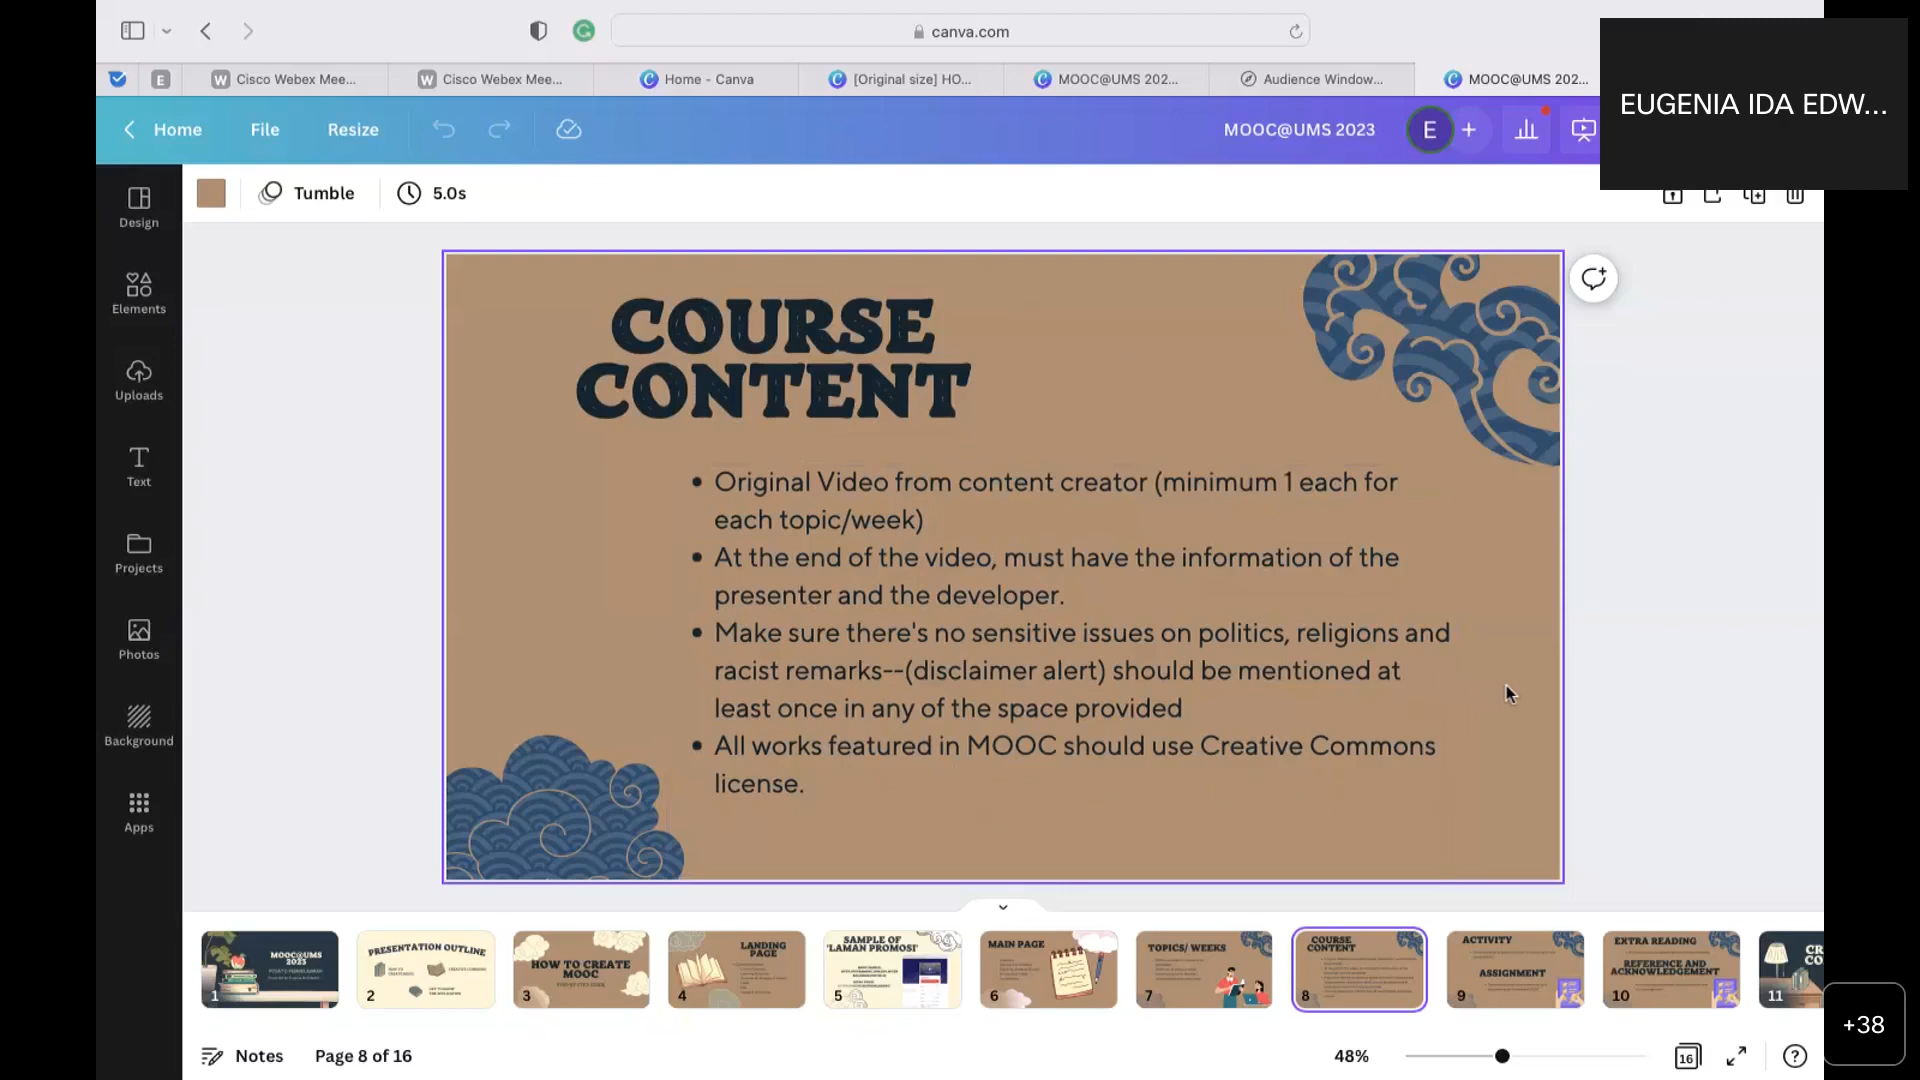 canva.com
E
Cisco Webex Mee...
Cisco Webex Mee...
Home - Canva
[Original size] HO...
MOOC@UMS 202...
Audience Window...
MOOC@UMS 202...
EUGENIA IDA EDW...
Home
File
Resize
MOOC@UMS 2023
E
Tumble
5.0s
Design
Elements
Uploads
Text
Projects
Photos
Background
Apps
COURSE
CONTENT
Original Video from content creator (minimum 1 each for
each topic/week)
At the end of the video, must have the information of the
presenter and the developer.
Make sure there's no sensitive issues on politics, religions and
racist remarks--(disclaimer alert) should be mentioned at
least once in any of the space provided
All works featured in MOOC should use Creative Commons
license.
MOOC@UMS
2023
1
PRESENTATION OUTLINE
2
HOW TO CREATE
MOOC
3
LANDING
PAGE
4
SAMPLE OF
'LAMAN PROMOSI'
5
MAIN PAGE
6
TOPICS/ WEEKS
7
COURSE
CONTENT
8
ACTIVITY
ASSIGNMENT
9
EXTRA READING
REFERENCE AND
ACKNOWLEDGEMENT
10
11
+38
Notes
Page 8 of 16
48%
16